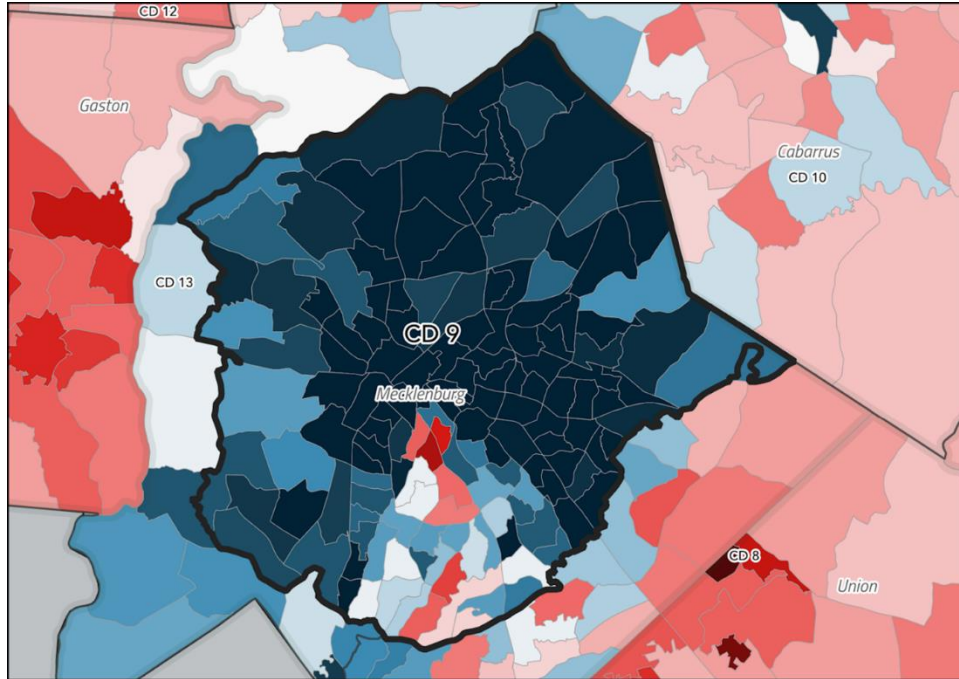 CD 12
Gaston
Cabarrus
CD 10
CD 13
CD 9
Mecklenburg
CD 8
Union